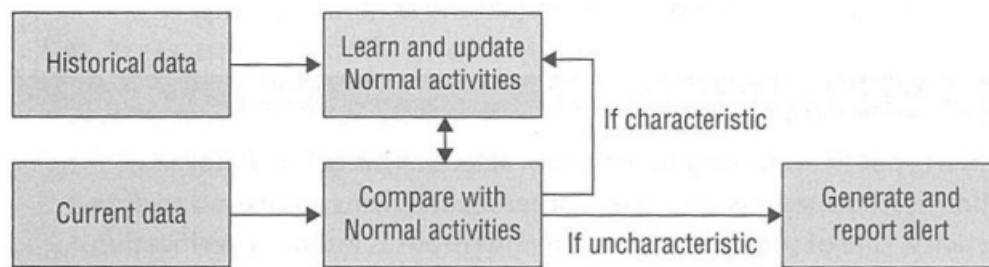 Historical data
Learn and update
Normal activities
If characteristic
Current data
Compare with
Normal activities
If uncharacteristic
Generate and
report alert